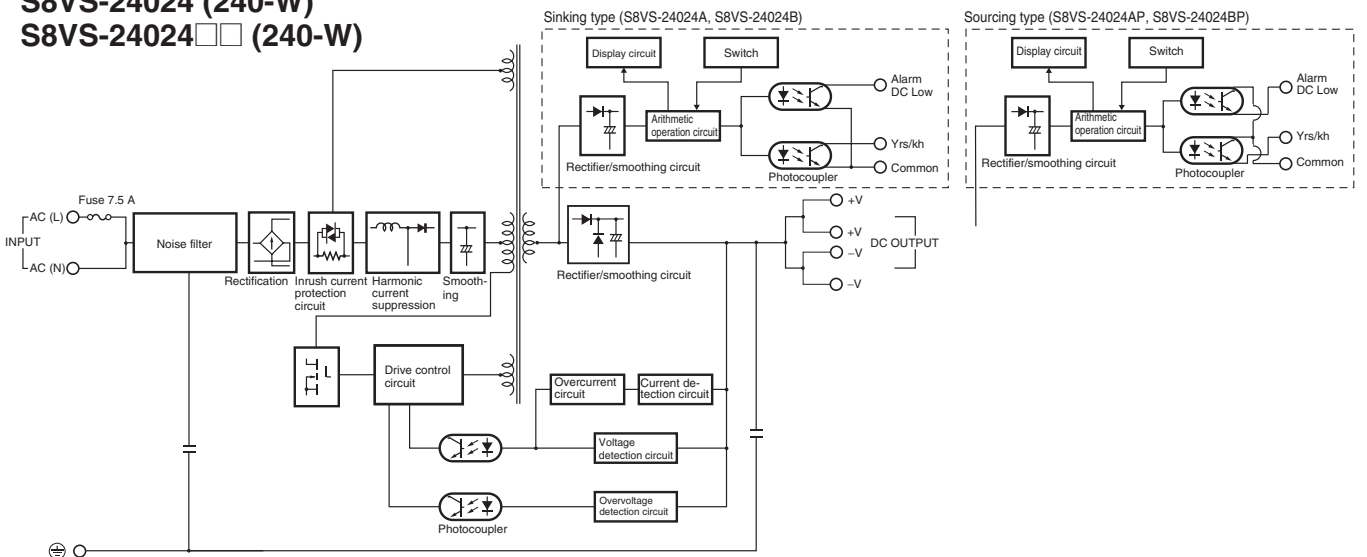 S8VS-24024 (240-W)
S8VS-24024□□ (240-W)
Sinking type (S8VS-24024A, S8VS-24024B)
Display circuit
Switch
Alarm
DC Low
Arithmetic
operation circuit
Yrs/kh
Rectifier/smoothing circuit
Common
Photocoupler
Sourcing type (S8VS-24024AP, S8VS-24024BP)
Display circuit
Switch
Alarm
DC Low
Arithmetic
operation circuit
Yrs/kh
Rectifier/smoothing circuit
Common
Photocoupler
Fuse 7.5 A
AC (L)
INPUT
AC (N)
Noise filter
Rectification
Inrush current
protection
circuit
Harmonic
current
suppression
Smooth-
ing
Rectifier/smoothing circuit
+V
+V
DC OUTPUT
−V
−V
Drive control
circuit
Overcurrent
circuit
Current de-
tection circuit
Voltage
detection circuit
Overvoltage
detection circuit
Photocoupler